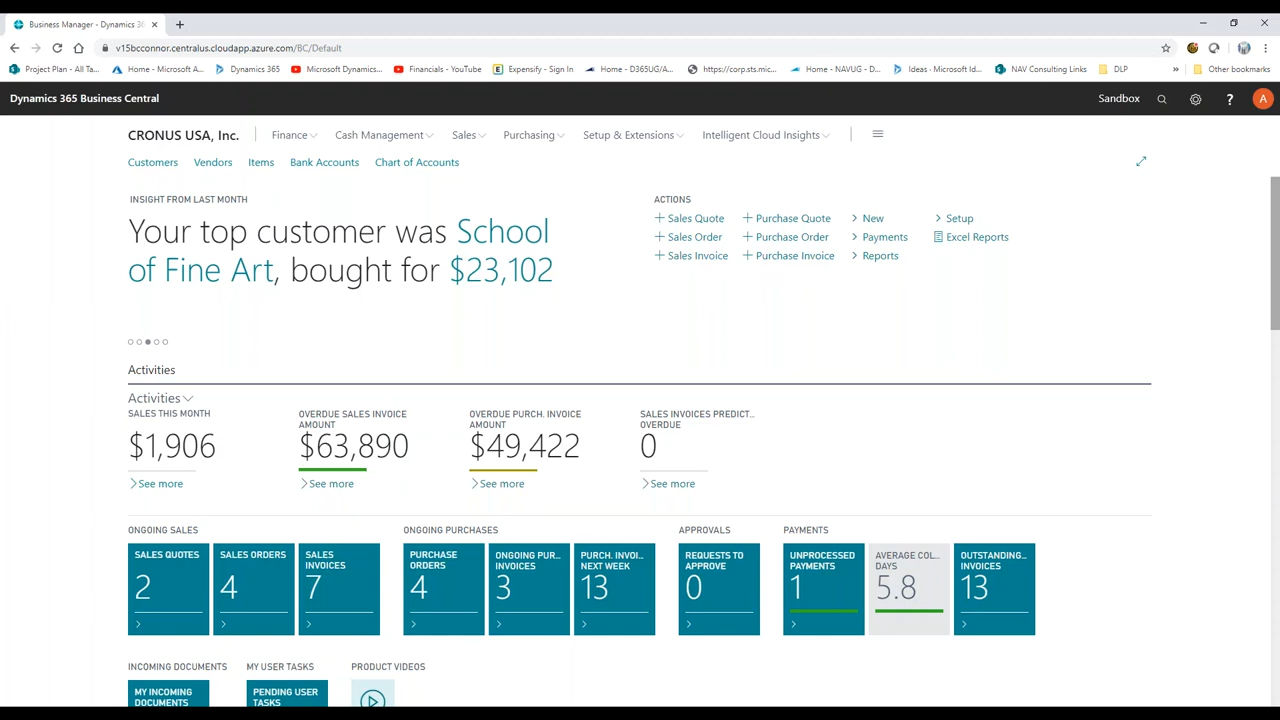 Business Manager - Dynamics 36
v15bcconnor.centralus.cloudapp.azure.com/BC/Default
Project Plan - All Ta...
Home - Microsoft A...
Dynamics 365
Microsoft Dynamics...
Financials - YouTube
Expensify - Sign In
Home - D365UG/A...
https://corp.sts.mic...
Home - NAVUG - D...
Ideas · Microsoft Id...
NAV Consulting Links
DLP
»
Other bookmarks
Dynamics 365 Business Central
Sandbox
?
A
CRONUS USA, Inc.
Finance
Cash Management
Sales
Purchasing
Setup & Extensions
Intelligent Cloud Insights
Customers
Vendors
Items
Bank Accounts
Chart of Accounts
INSIGHT FROM LAST MONTH
Your top customer was School
of Fine Art, bought for $23,102
ACTIONS
+ Sales Quote
+ Purchase Quote
> New
> Setup
+ Sales Order
+ Purchase Order
> Payments
Excel Reports
+ Sales Invoice
+ Purchase Invoice
> Reports
Activities
Activities
SALES THIS MONTH
$1,906
>See more
OVERDUE SALES INVOICE
AMOUNT
$63,890
>See more
OVERDUE PURCH. INVOICE
AMOUNT
$49,422
>See more
SALES INVOICES PREDICT...
OVERDUE
0
>See more
ONGOING SALES
SALES QUOTES
2
SALES ORDERS
4
SALES
INVOICES
7
ONGOING PURCHASES
PURCHASE
ORDERS
4
ONGOING PUR...
INVOICES
3
PURCH. INVOI...
NEXT WEEK
13
APPROVALS
REQUESTS TO
APPROVE
0
PAYMENTS
UNPROCESSED
PAYMENTS
1
AVERAGE COL...
DAYS
5.8
OUTSTANDING...
INVOICES
13
INCOMING DOCUMENTS
MY INCOMING
DOCUMENTS
MY USER TASKS
PENDING USER
TASKS
PRODUCT VIDEOS